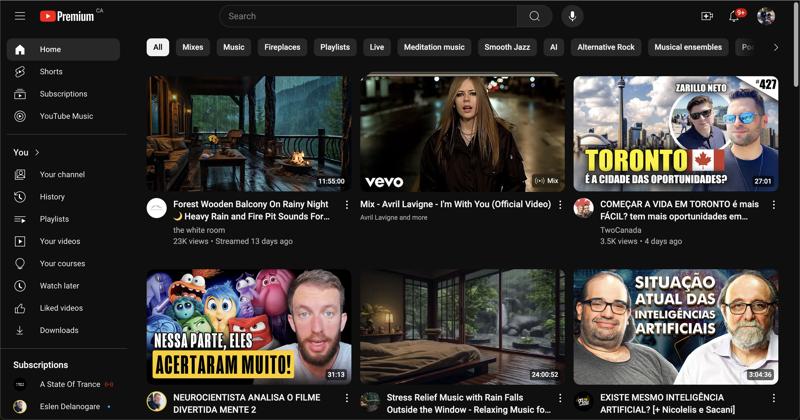 Premium CA
Search
9+
Home
Shorts
Subscriptions
YouTube Music
You
Your channel
History
Playlists
Your videos
Your courses
Watch later
Liked videos
Downloads
Subscriptions
A State Of Trance
Eslen Delanogare
All
Mixes
Music
Fireplaces
Playlists
Live
Meditation music
Smooth Jazz
AI
Alternative Rock
Musical ensembles
11:55:00
Forest Wooden Balcony On Rainy Night
🌙 Heavy Rain and Fire Pit Sounds For…
the white room
23K views • Streamed 13 days ago
vevo
Mix
Mix - Avril Lavigne - I'm With You (Official Video)
Avril Lavigne and more
ZARILLO NETO
#427
TORONTO
É A CIDADE DAS OPORTUNIDADES?
27:01
COMEÇAR A VIDA EM TORONTO é mais
FÁCIL? tem mais oportunidades em…
TwoCanada
3.5K views • 4 days ago
NESSA PARTE, ELES
ACERTARAM MUITO!
31:13
NEUROCIENTISTA ANALISA O FILME
DIVERTIDA MENTE 2
24:00:52
Stress Relief Music with Rain Falls
Outside the Window - Relaxing Music fo…
SITUAÇÃO
ATUAL DAS
INTELIGÊNCIAS
ARTIFICIAIS
3:04:36
EXISTE MESMO INTELIGÊNCIA
ARTIFICIAL? [+ Nicolelis e Sacani]